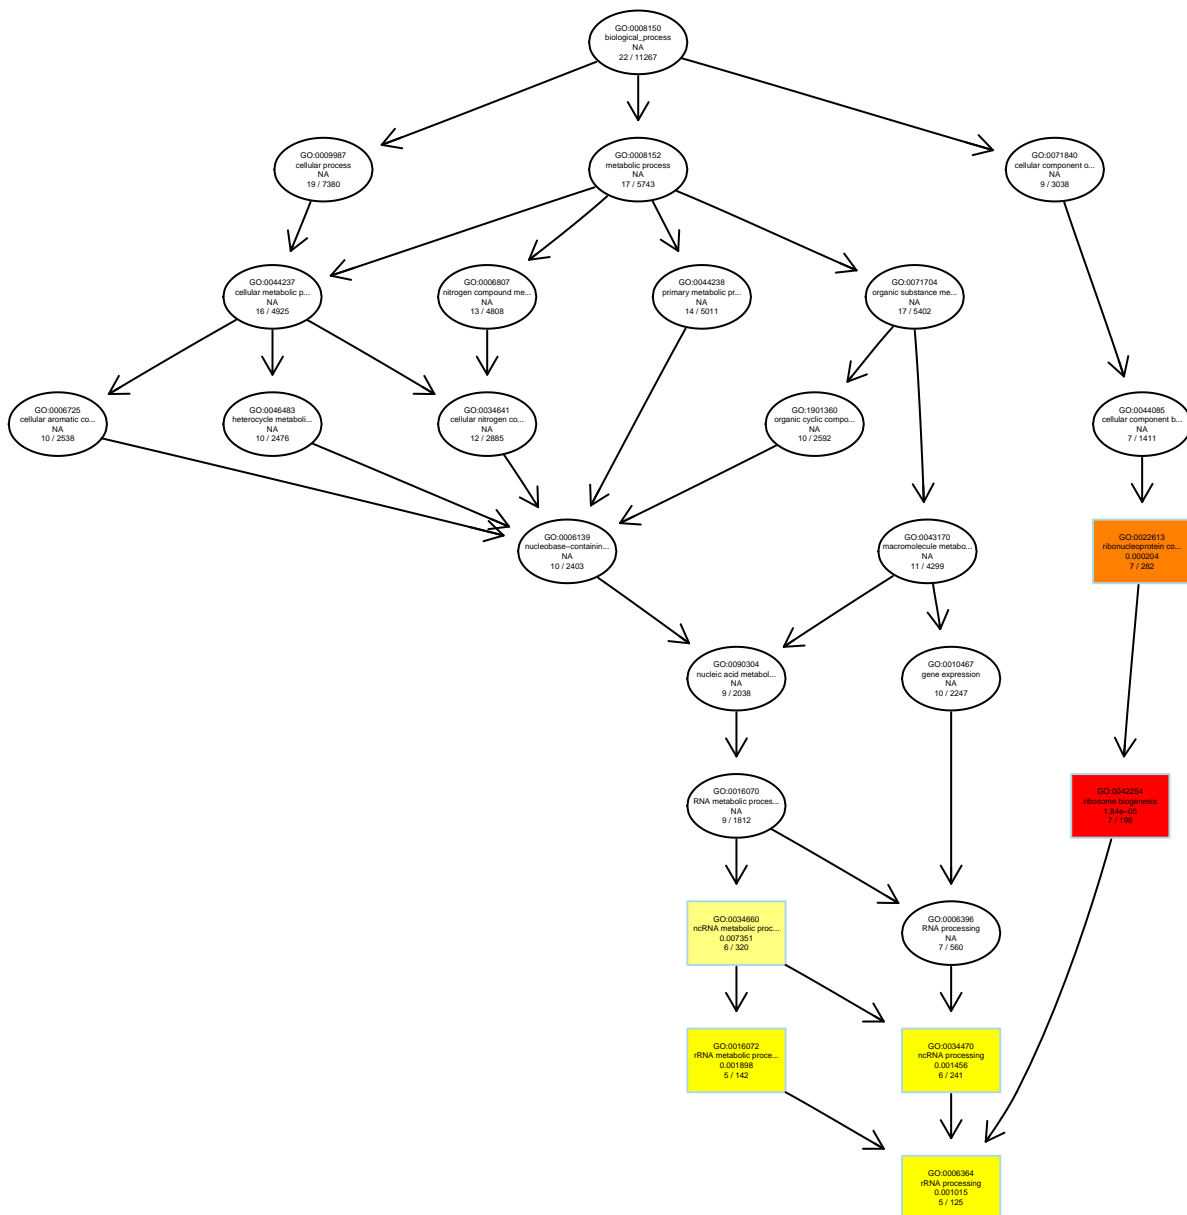 GO:0008150
biological_process
NA
22 / 11267
GO:0009987
cellular process
NA
19 / 7380
GO:0008152
metabolic process
NA
17 / 5743
GO:0071840
cellular component o...
NA
9 / 3038
GO:0044237
cellular metabolic p...
NA
16 / 4925
GO:0006807
nitrogen compound me...
NA
13 / 4808
GO:0044238
primary metabolic pr...
NA
14 / 5011
GO:0071704
organic substance me...
NA
17 / 5402
GO:0006725
cellular aromatic co...
NA
10 / 2538
GO:0046483
heterocycle metaboli...
NA
10 / 2476
GO:0034641
cellular nitrogen co...
NA
12 / 2885
GO:1901360
organic cyclic compo...
NA
10 / 2592
GO:0044085
cellular component b...
NA
7 / 1411
GO:0006139
nucleobase−containin...
NA
10 / 2403
GO:0043170
macromolecule metabo...
NA
11 / 4299
GO:0022613
ribonucleoprotein co...
0.000204
7 / 282
GO:0090304
nucleic acid metabol...
NA
9 / 2038
GO:0010467
gene expression
NA
10 / 2247
GO:0016070
RNA metabolic proces...
NA
9 / 1812
GO:0042254
ribosome biogenesis
1.84e−05
7 / 198
GO:0034660
ncRNA metabolic proc...
0.007351
6 / 320
GO:0006396
RNA processing
NA
7 / 560
GO:0016072
rRNA metabolic proce...
0.001898
5 / 142
GO:0034470
ncRNA processing
0.001456
6 / 241
GO:0006364
rRNA processing
0.001015
5 / 125